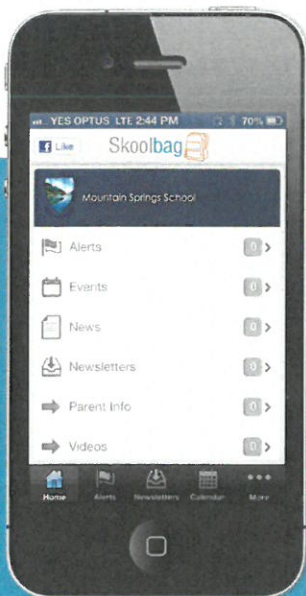 YES OPTUS LTE 2:44 PM 70%
f Like Skoolbag
Mountain Springs School
Alerts 0 >
Events 0 >
News 0 >
Newsletters 0 >
Parent Info 0 >
Videos 0 >
Home Alerts Newsletters Calendar More